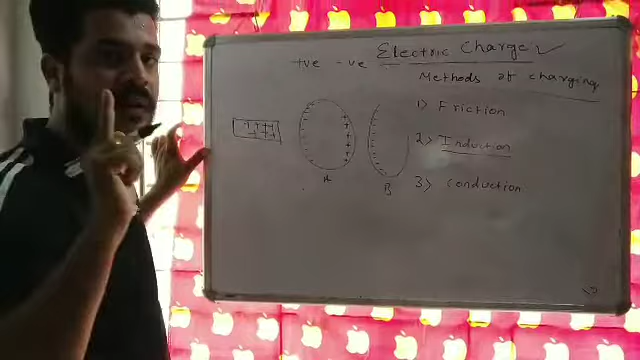 +ve -ve Electric Charge ✓
Methods of charging
1) Friction
2) Induction
3) Conduction
A
B